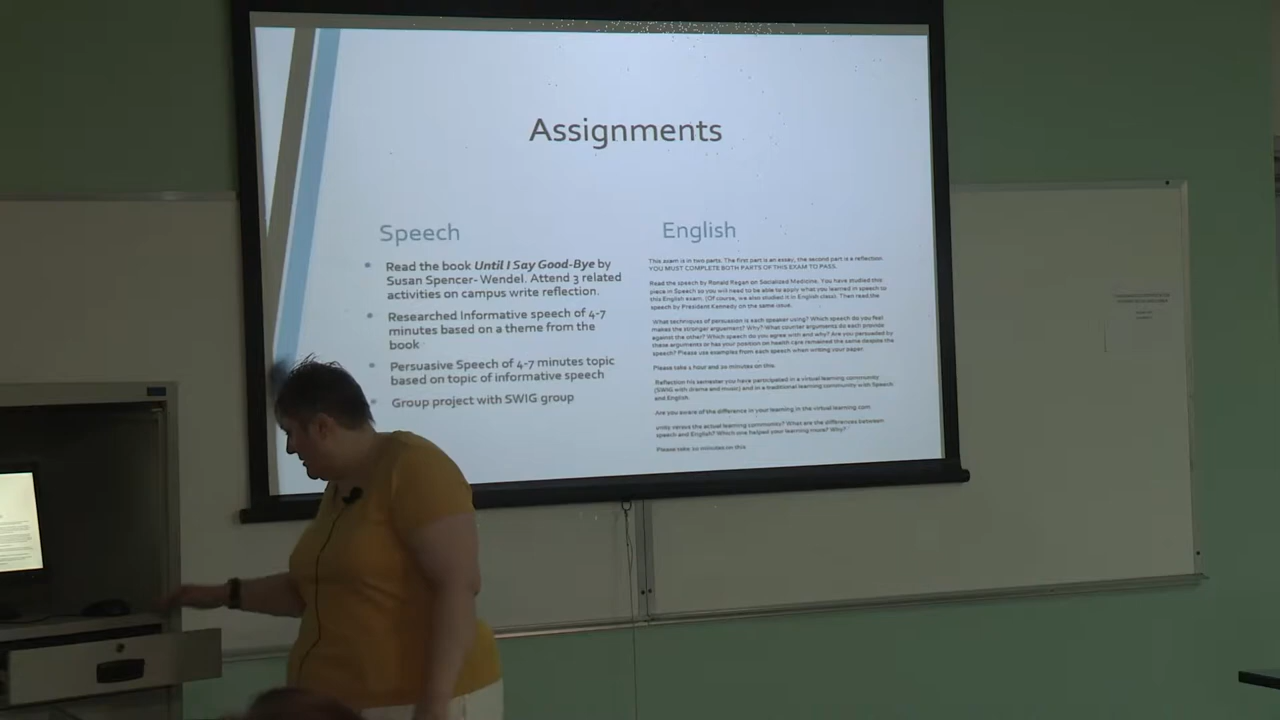 Assignments
Speech
Read the book Until I Say Good-Bye by
Susan Spencer- Wendel. Attend 3 related
activities on campus write reflection.
Researched Informative speech of 4-7
minutes based on a theme from the
book
Persuasive Speech of 4-7 minutes topic
based on topic of informative speech
Group project with SWIG group
English
This exam is in two parts. The first part is an essay, the second part is a reflection.
YOU MUST COMPLETE BOTH PARTS OF THIS EXAM TO PASS.
Read the speech by Ronald Regan on Socialized Medicine. You have studied this
piece in Speech so you will need to be able to apply what you learned in speech to
this English exam. (Of course, we also studied it in English class). Then read the
speech by President Kennedy on the same issue.
What techniques of persuasion is each speaker using? Which speech do you feel
makes the stronger arguement? Why? What counter arguments do each provide
against the other? Which speech do you agree with and why? Are you persuaded by
these arguments or has your position on health care remained the same despite the
speech? Please use examples from each speech when writing your paper.
Please take 1 hour and 20 minutes on this.
Reflection his semester you have participated in a virtual learning community
(SWIG with drama and music) and in a traditional learning community with Speech
and English.
Are you aware of the difference in your learning in the virtual learning com
unity versus the actual learning community? What are the differences between
speech and English? Which one helped your learning more? Why?
Please take 20 minutes on this